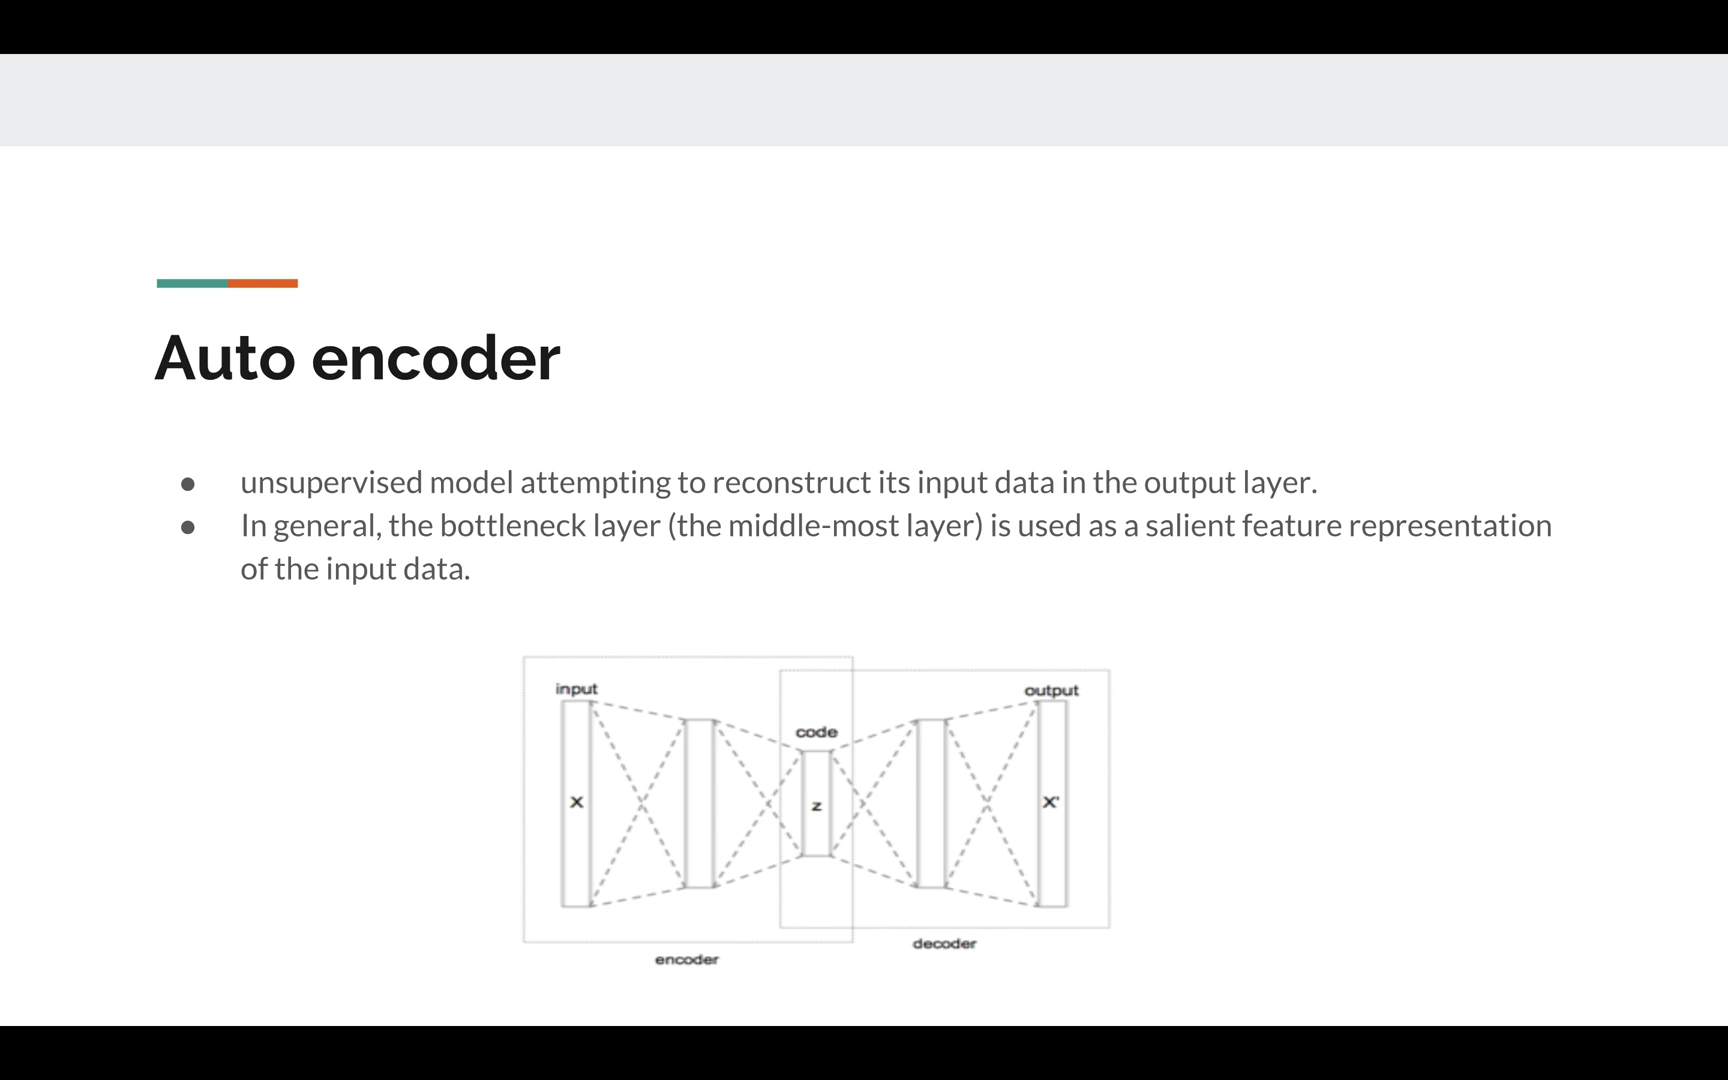 Auto encoder
● unsupervised model attempting to reconstruct its input data in the output layer.
● In general, the bottleneck layer (the middle-most layer) is used as a salient feature representation
of the input data.
input
output
code
X
z
X'
decoder
encoder